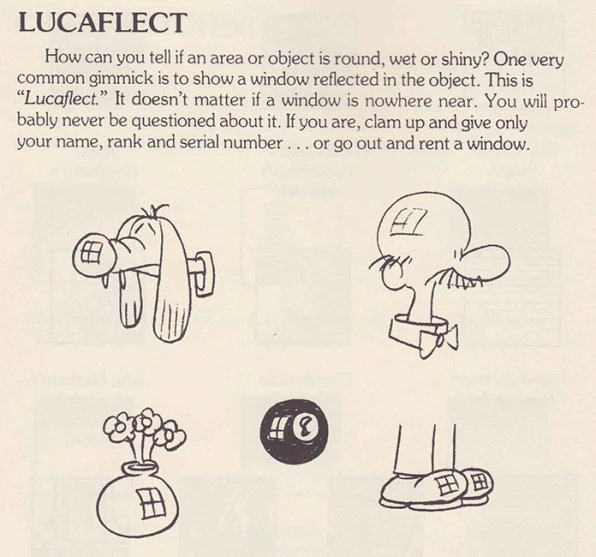 LUCAFLECT
How can you tell if an area or object is round, wet or shiny? One very
common gimmick is to show a window reflected in the object. This is
“Lucaflect.” It doesn't matter if a window is nowhere near. You will pro-
bably never be questioned about it. If you are, clam up and give only
your name, rank and serial number . . . or go out and rent a window.
8